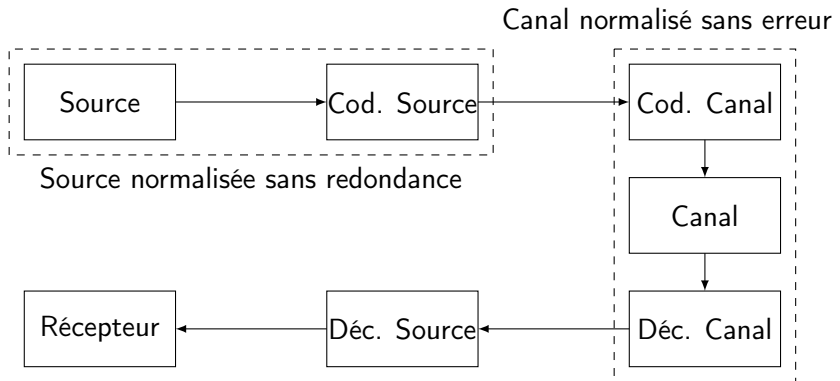 Canal normalisé sans erreur
Source
Cod. Source
Cod. Canal
Source normalisée sans redondance
Canal
Récepteur
Déc. Source
Déc. Canal